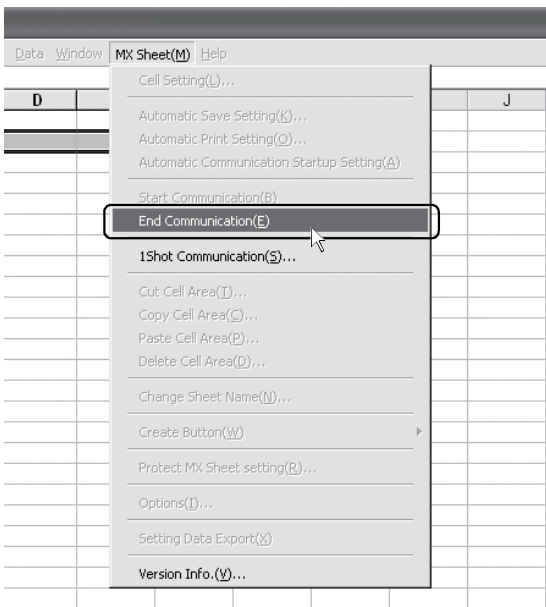 Data Window MX Sheet(M) Help
Cell Setting(L)...
D J
Automatic Save Setting(K)...
Automatic Print Setting(O)...
Automatic Communication Startup Setting(A)
Start Communication(B)
End Communication(E)
1Shot Communication(S)...
Cut Cell Area(T)...
Copy Cell Area(C)...
Paste Cell Area(P)...
Delete Cell Area(D)...
Change Sheet Name(N)...
Create Button(W)
Protect MX Sheet setting(R)...
Options(I)...
Setting Data Export(X)
Version Info.(V)...